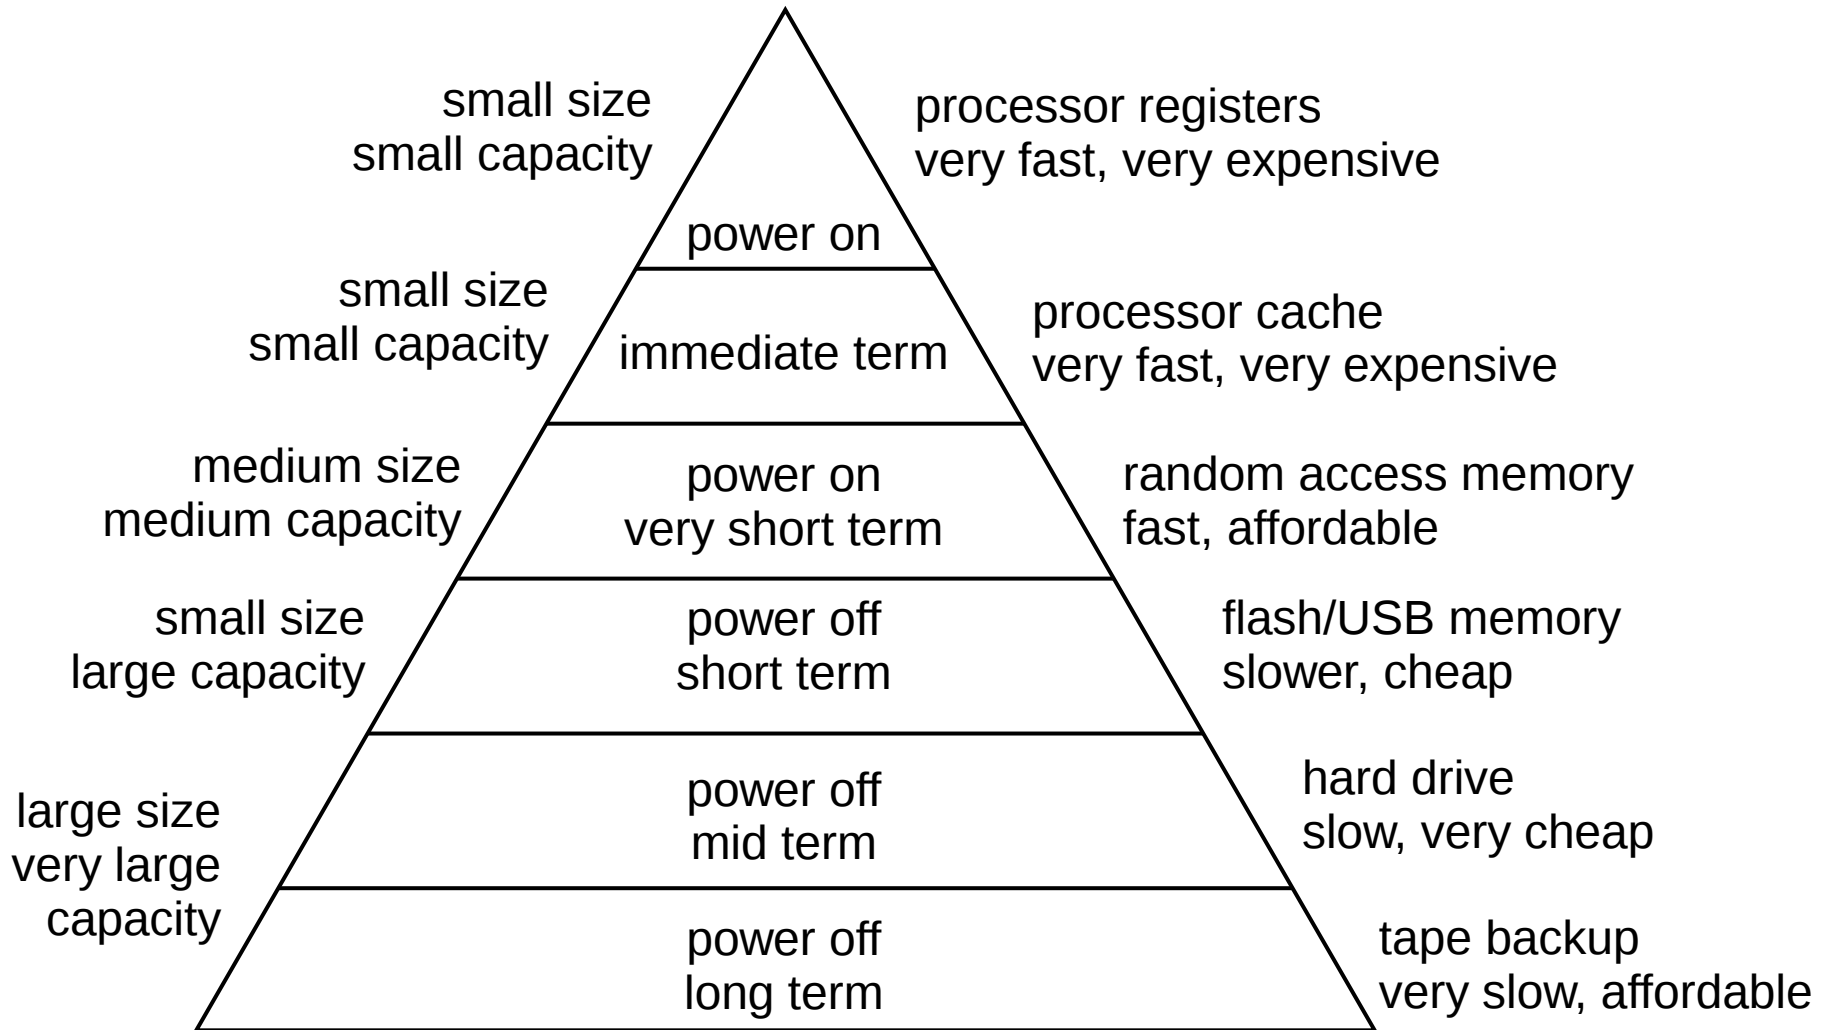 small size
small capacity
processor registers
very fast, very expensive
power on
small size
small capacity
immediate term
processor cache
very fast, very expensive
medium size
medium capacity
power on
very short term
random access memory
fast, affordable
small size
large capacity
power off
short term
flash/USB memory
slower, cheap
large size
very large
capacity
power off
mid term
hard drive
slow, very cheap
power off
long term
tape backup
very slow, affordable